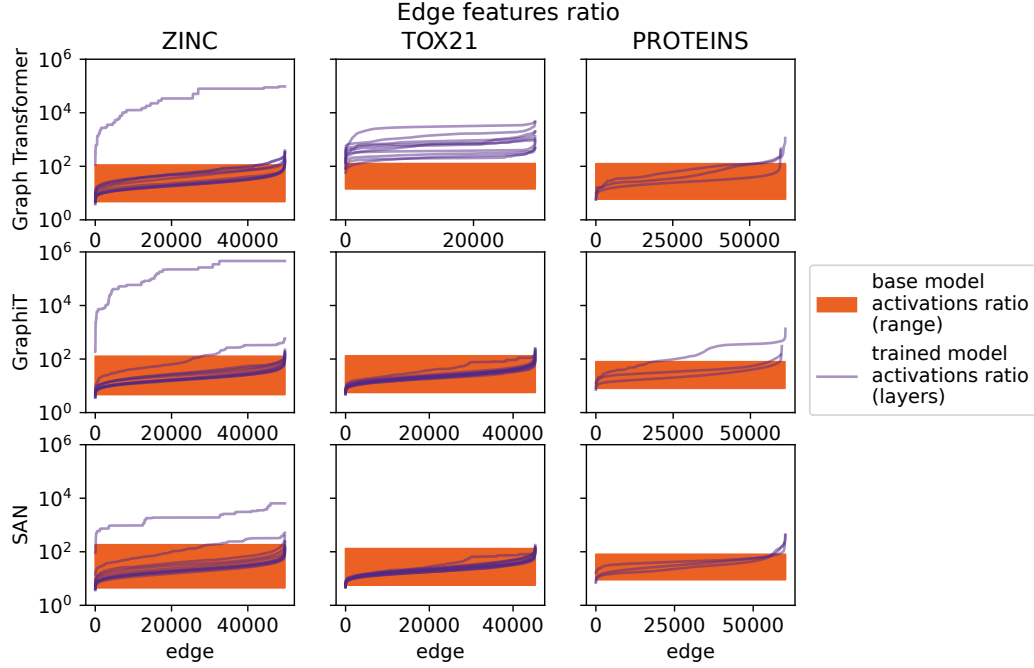 Edge features ratio
ZINC TOX21 PROTEINS
Graph Transformer
10^6
10^4
10^2
10^0
0 20000 40000
0 20000
0 25000 50000
GraphiT
10^6
10^4
10^2
10^0
0 20000 40000
0 20000 40000
0 25000 50000
SAN
10^6
10^4
10^2
10^0
0 20000 40000
0 20000 40000
0 25000 50000
edge edge edge
base model
activations ratio
(range)
trained model
activations ratio
(layers)